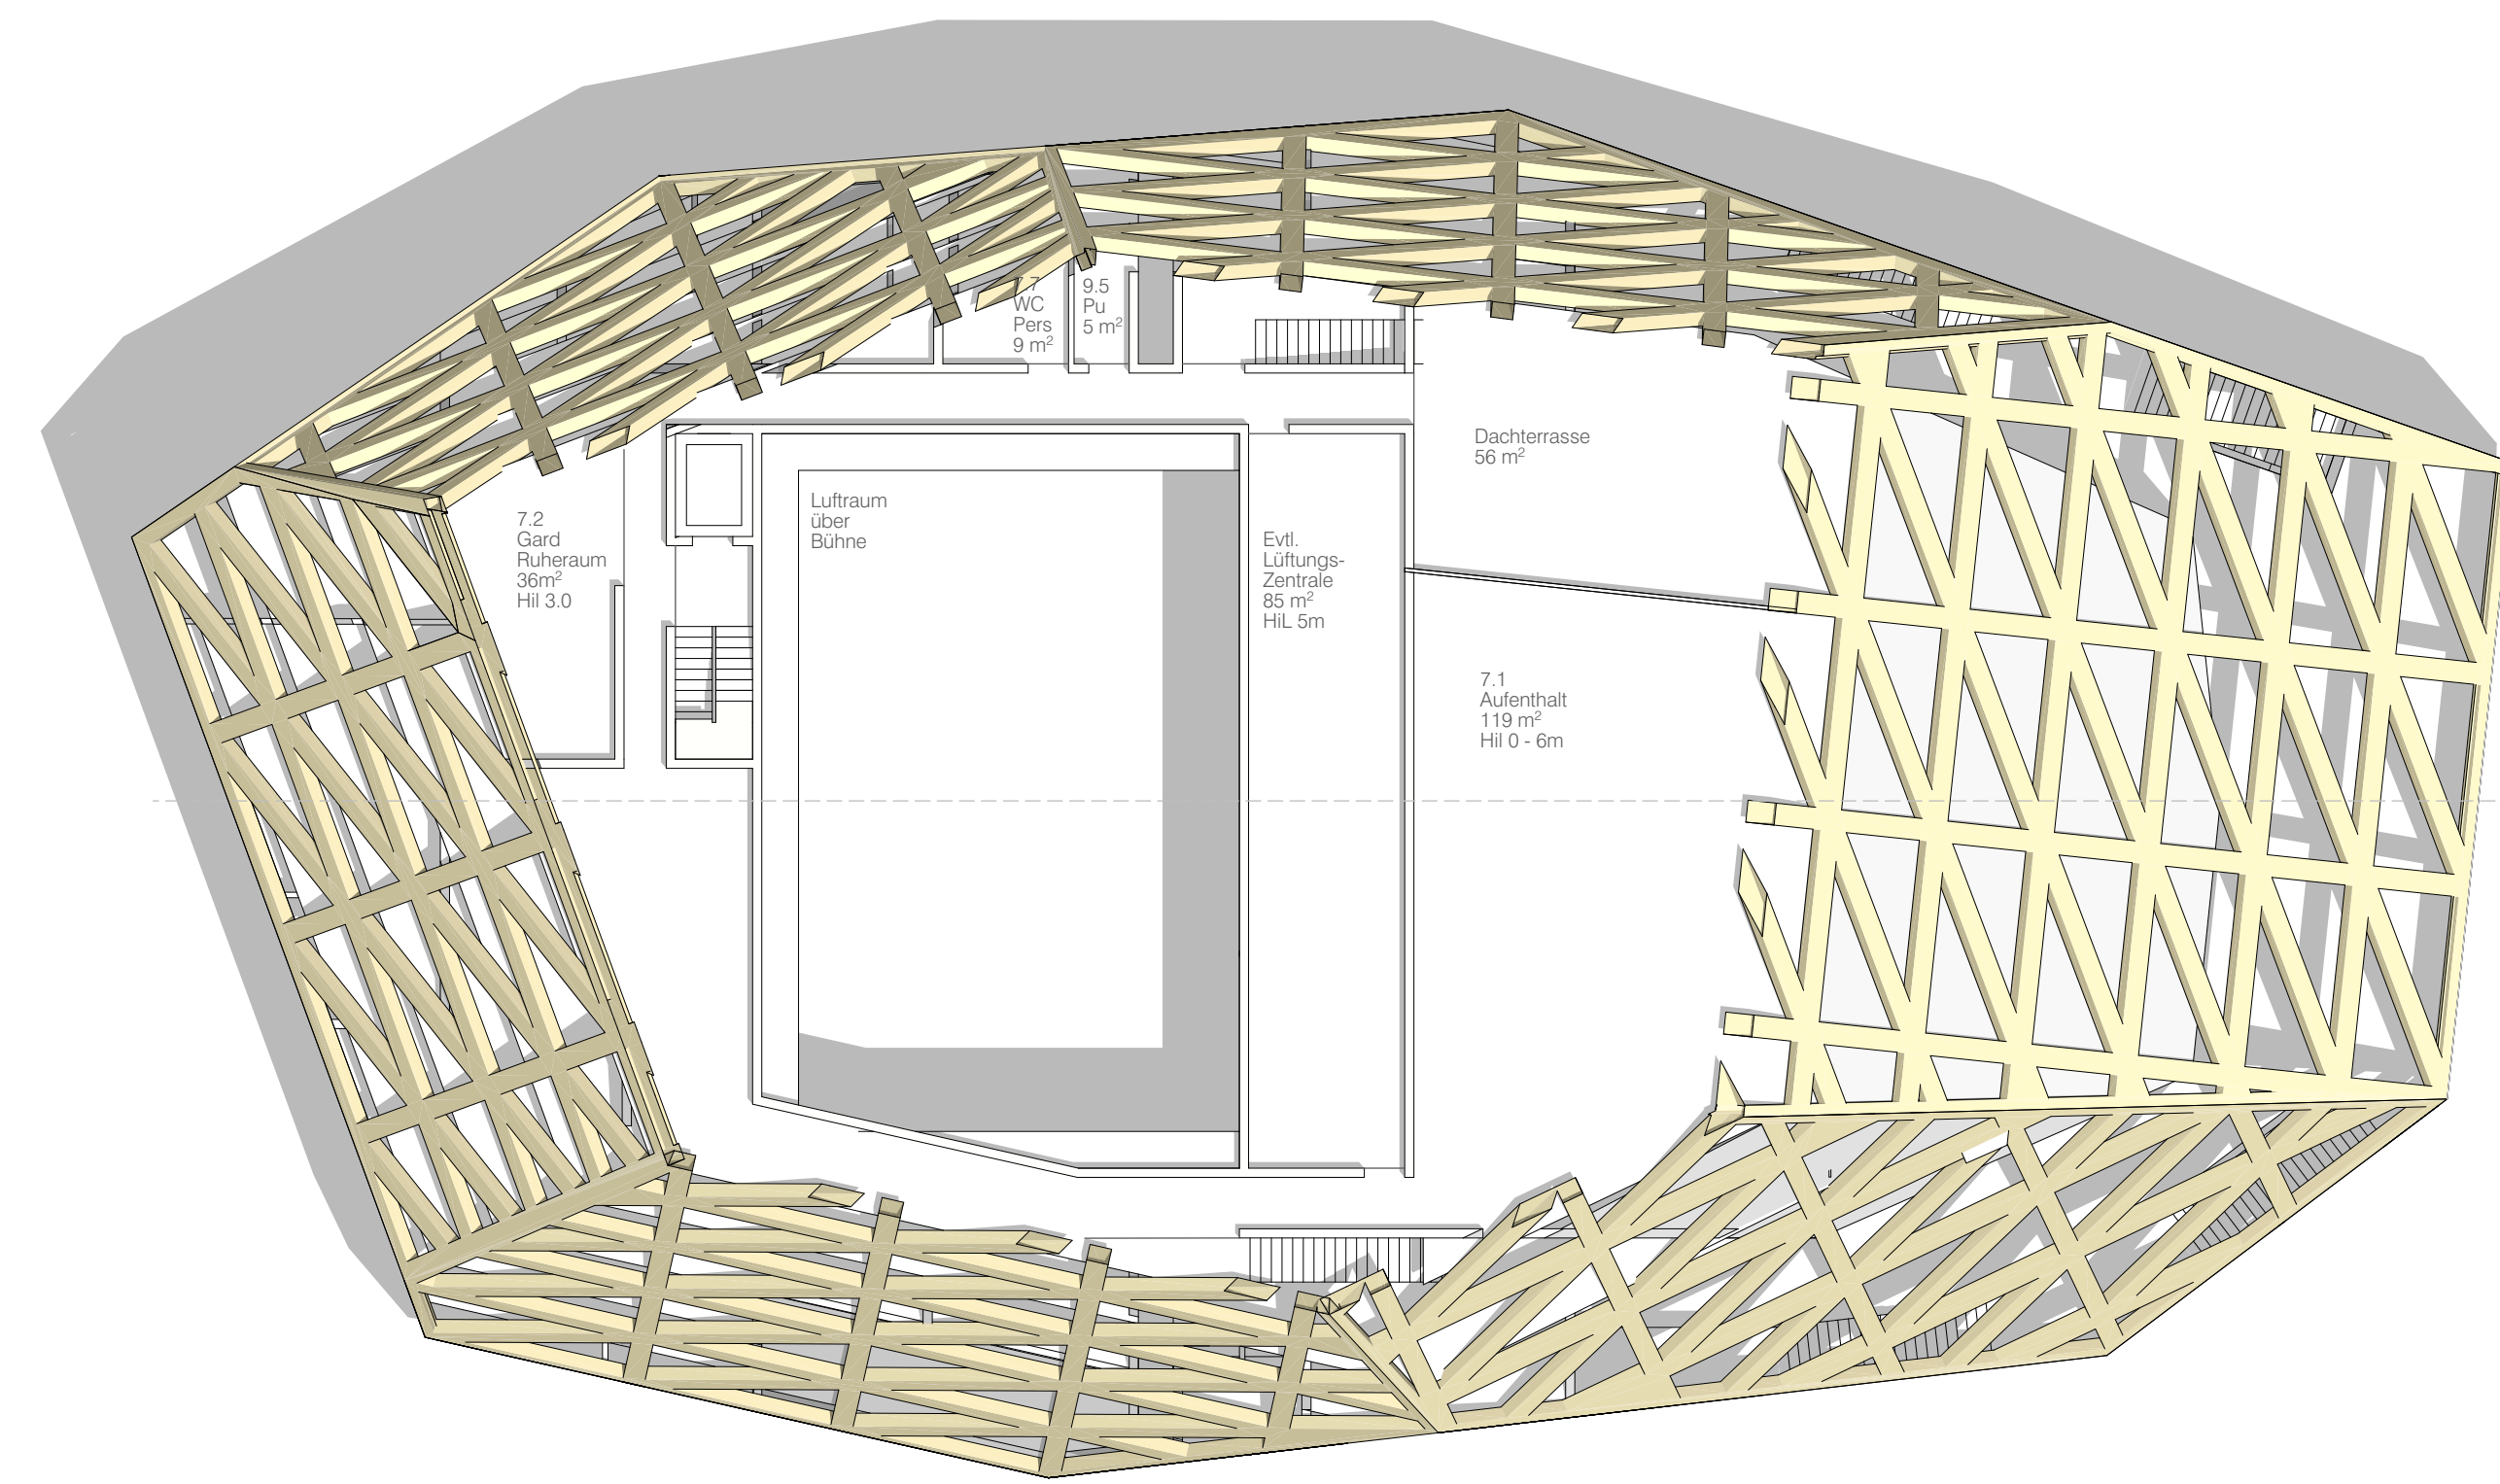 WC
Pers
9 m²
9.5
Pu
5 m²
Dachterrasse
56 m²
Luftraum
über
Bühne
7.2
Gard
Ruheraum
36m²
Hil 3.0
Evtl.
Lüftungs-
Zentrale
85 m²
HiL 5m
7.1
Aufenthalt
119 m²
Hil 0 - 6m